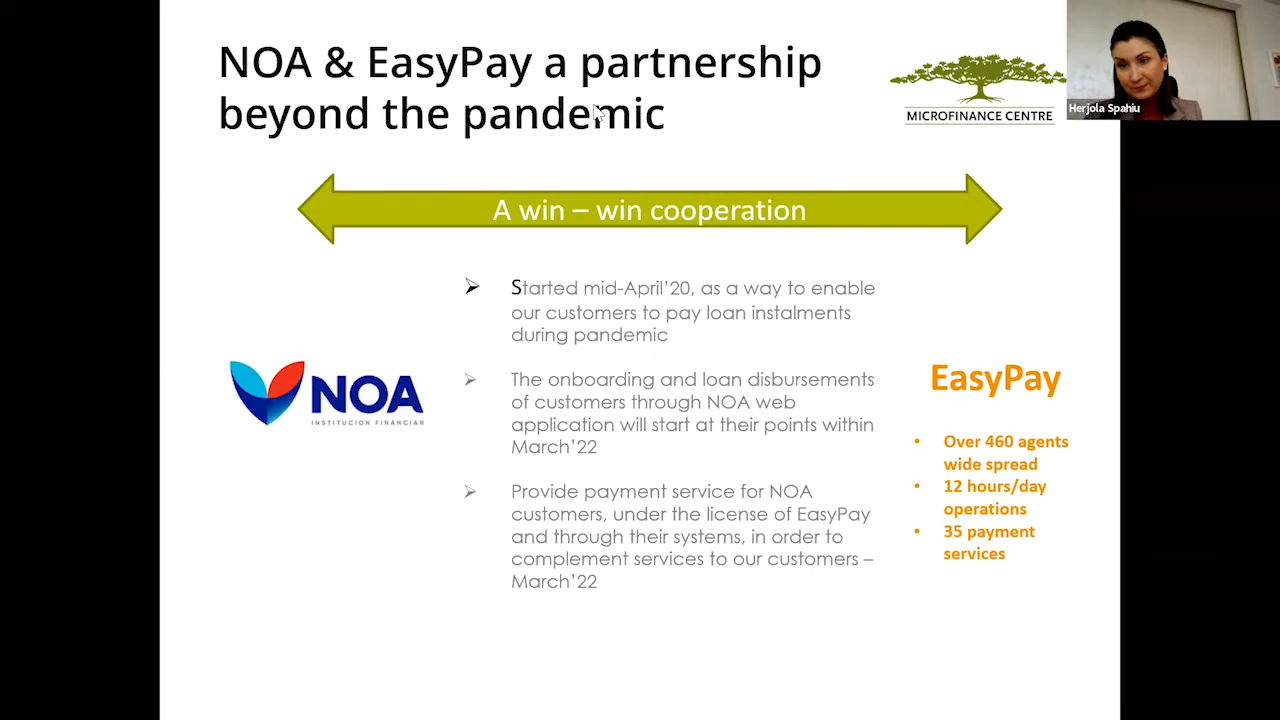 NOA & EasyPay a partnership
beyond the pandemic
MICROFINANCE CENTRE
Herjola Spahiu
A win – win cooperation
Started mid-April’20, as a way to enable
our customers to pay loan instalments
during pandemic
The onboarding and loan disbursements
of customers through NOA web
application will start at their points within
March’22
Provide payment service for NOA
customers, under the license of EasyPay
and through their systems, in order to
complement services to our customers –
March’22
NOA
INSTITUCION FINANCIAR
EasyPay
• Over 460 agents
wide spread
• 12 hours/day
operations
• 35 payment
services